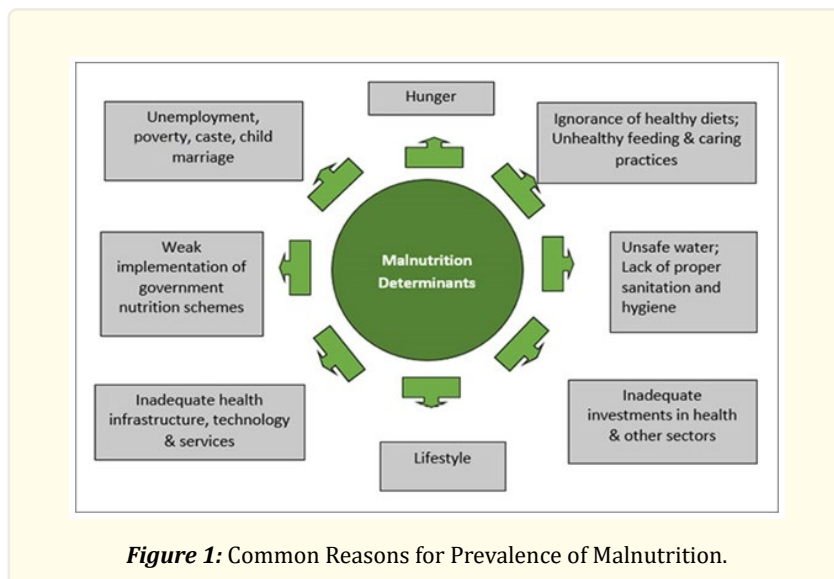 Hunger
Unemployment,
poverty, caste, child
marriage
Ignorance of healthy diets;
Unhealthy feeding & caring
practices
Weak
implementation of
government
nutrition schemes
Malnutrition
Determinants
Unsafe water;
Lack of proper
sanitation and
hygiene
Inadequate health
infrastructure, technology
& services
Lifestyle
Inadequate
investments in health
& other sectors
Figure 1: Common Reasons for Prevalence of Malnutrition.